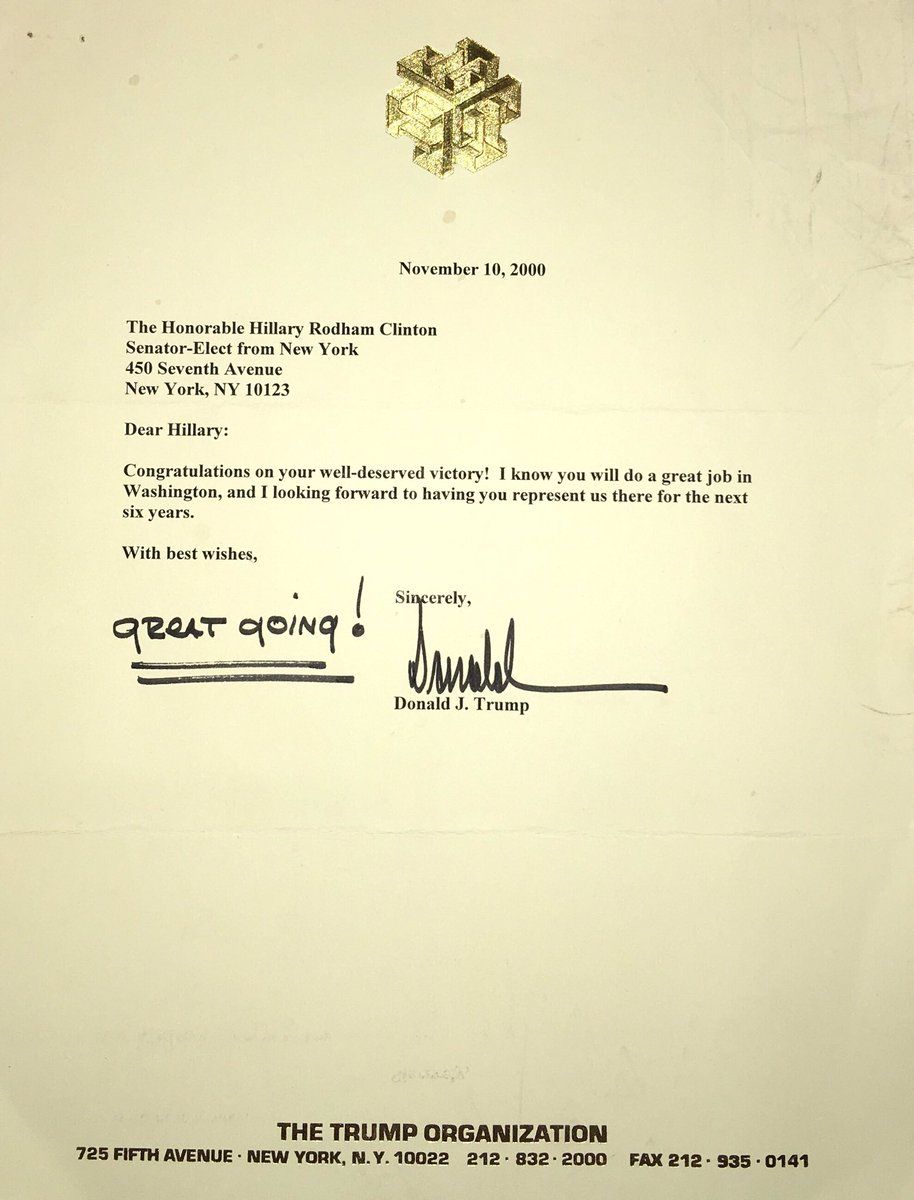 November 10, 2000
The Honorable Hillary Rodham Clinton
Senator-Elect from New York
450 Seventh Avenue
New York, NY 10123
Dear Hillary:
Congratulations on your well-deserved victory!  I know you will do a great job in
Washington, and I looking forward to having you represent us there for the next
six years.
With best wishes,
Sincerely,
GREAT GOING!
Donald
Donald J. Trump
THE TRUMP ORGANIZATION
725 FIFTH AVENUE · NEW YORK, N.Y. 10022   212 · 832 · 2000   FAX 212 · 935 · 0141